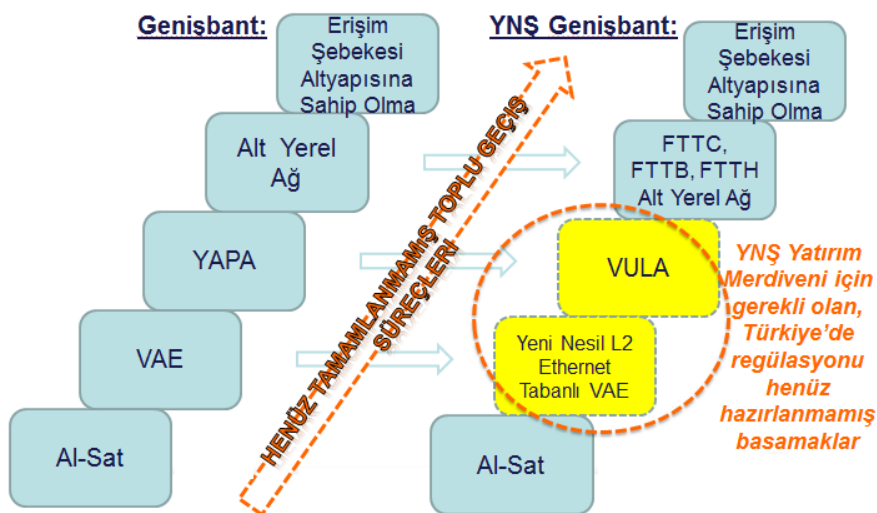 Genişbant:
Erişim
Şebekesi
Altyapısına
Sahip Olma
Alt Yerel
Ağ
YAPA
VAE
Al-Sat
HENÜZ TAMAMLANMAMIŞ TOPLU GEÇİŞ
SÜREÇLERİ
YNŞ Genişbant:
Erişim
Şebekesi
Altyapısına
Sahip Olma
FTTC,
FTTB, FTTH
Alt Yerel Ağ
VULA
Yeni Nesil L2
Ethernet
Tabanlı VAE
Al-Sat
YNŞ Yatırım
Merdiveni için
gerekli olan,
Türkiye'de
regülasyonu
henüz
hazırlanmamış
basamaklar